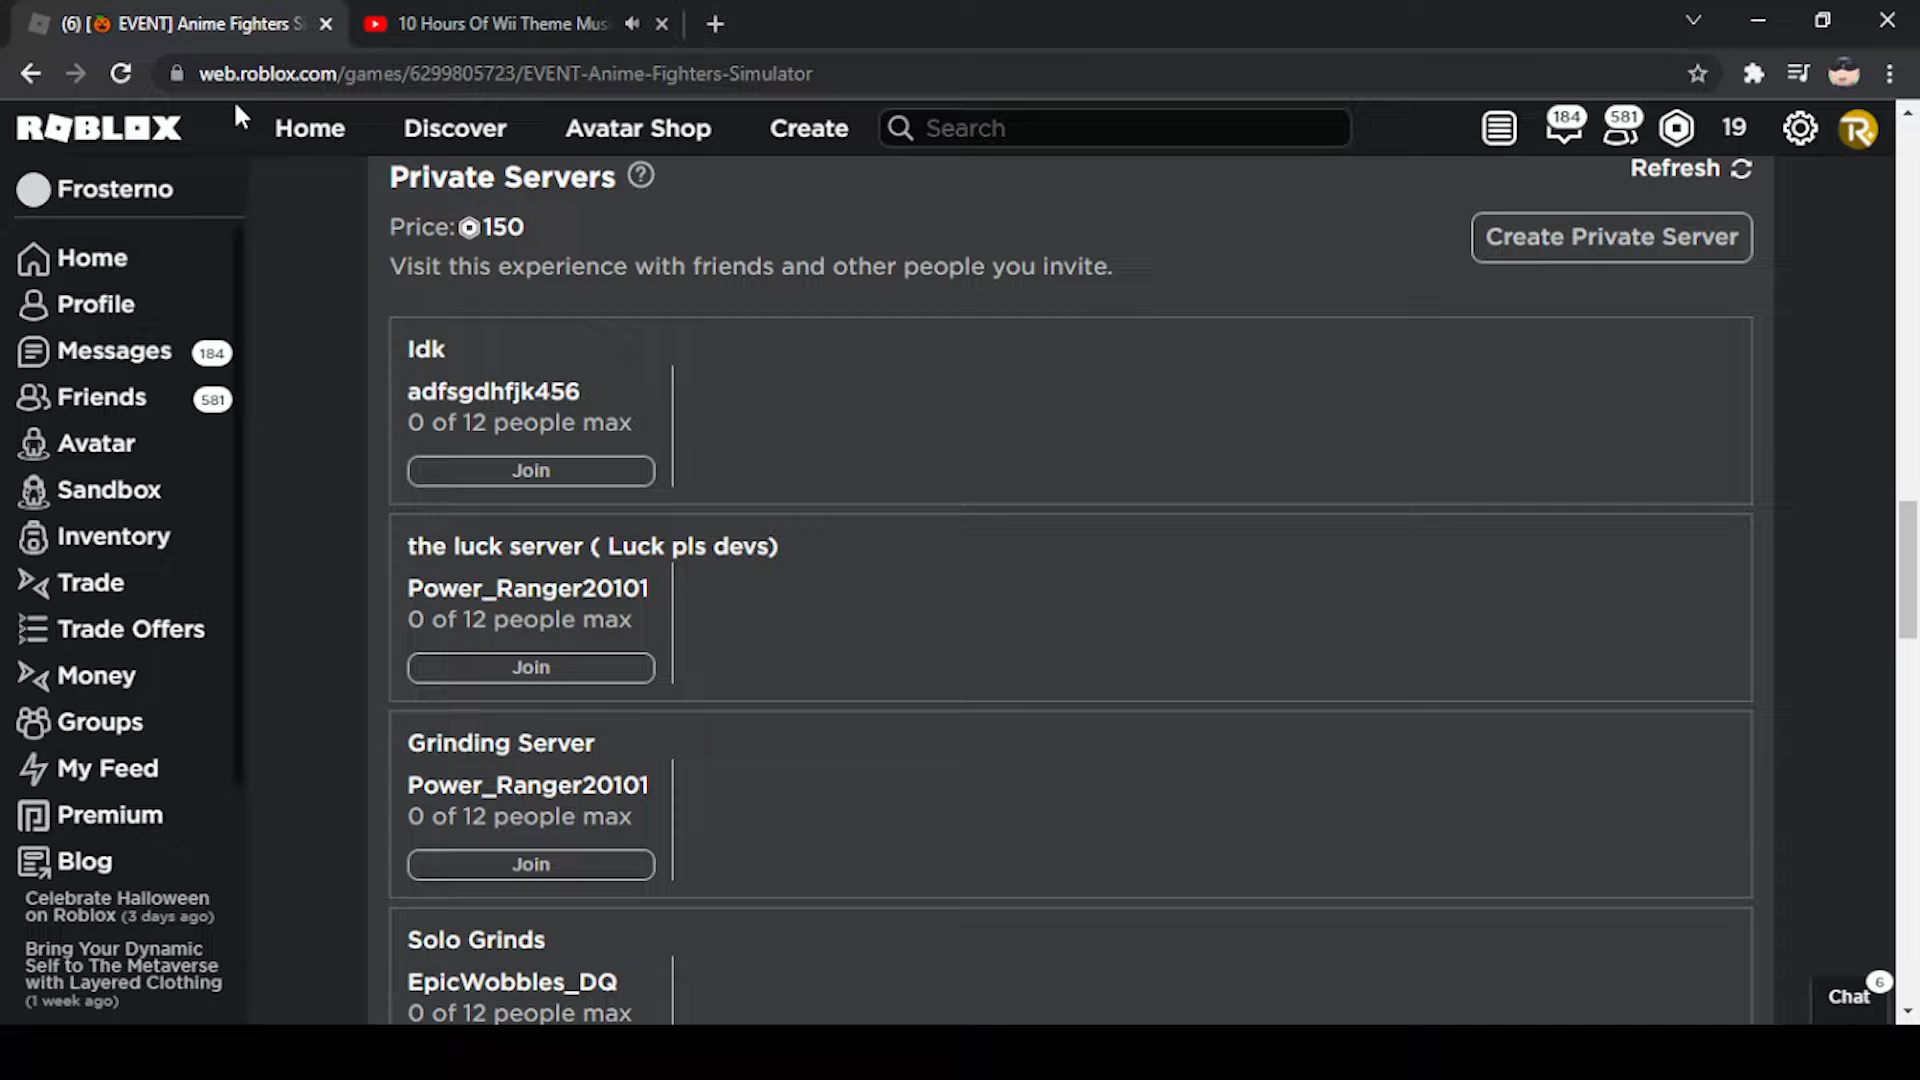 (6) [🎃 EVENT] Anime Fighters S
10 Hours Of Wii Theme Mus
web.roblox.com/games/6299805723/EVENT-Anime-Fighters-Simulator
ROBLOX
Home
Discover
Avatar Shop
Create
Search
184
581
19
Frosterno
Home
Profile
Messages 184
Friends 581
Avatar
Sandbox
Inventory
Trade
Trade Offers
Money
Groups
My Feed
Premium
Blog
Celebrate Halloween
on Roblox (3 days ago)
Bring Your Dynamic
Self to The Metaverse
with Layered Clothing
(1 week ago)
Private Servers
Refresh
Price: 150
Create Private Server
Visit this experience with friends and other people you invite.
Idk
adfsgdhfjk456
0 of 12 people max
Join
the luck server ( Luck pls devs)
Power_Ranger20101
0 of 12 people max
Join
Grinding Server
Power_Ranger20101
0 of 12 people max
Join
Solo Grinds
EpicWobbles_DQ
0 of 12 people max
Chat 6